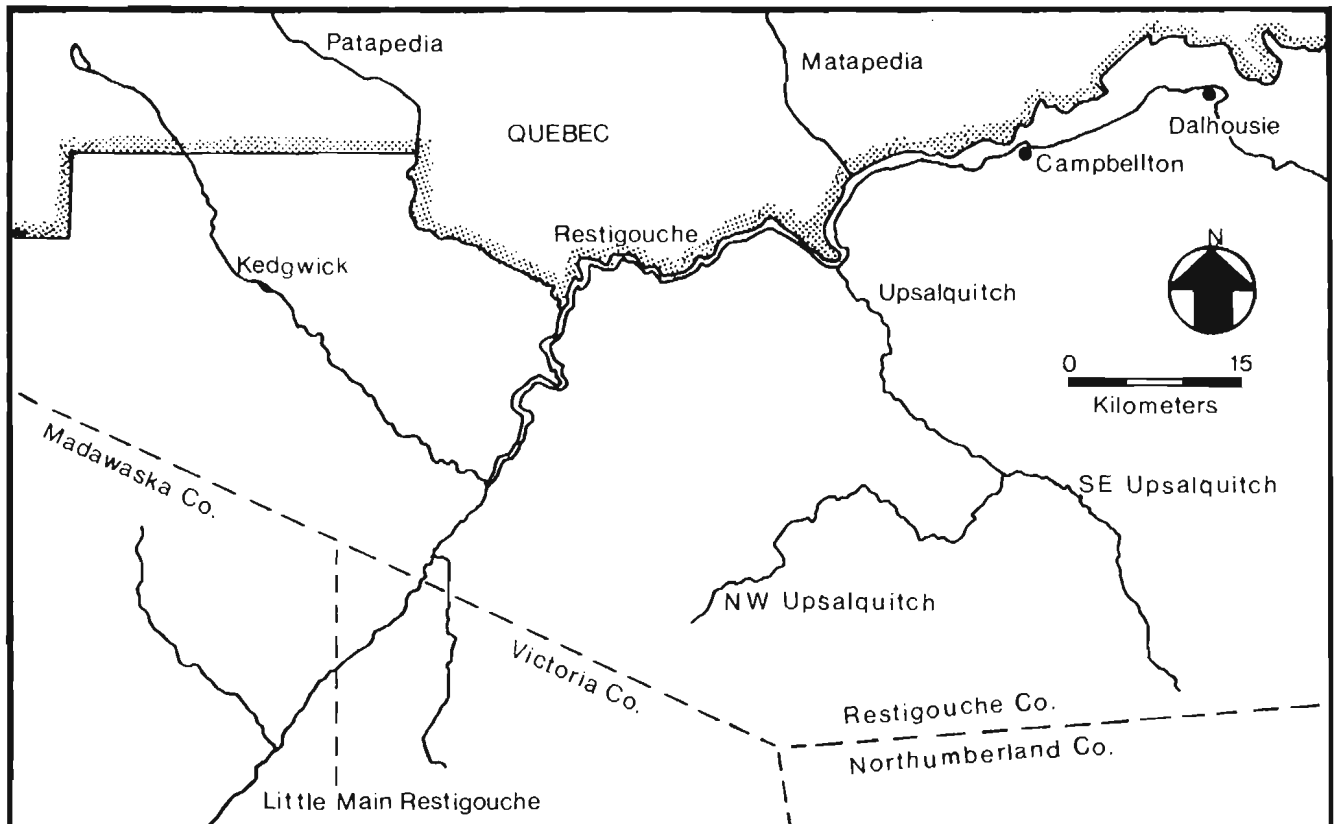 Patapedia
Matapedia
QUEBEC
Dalhousie
Campbellton
Restigouche
N
Kedgwick
Upsalquitch
0 15
Kilometers
Madawaska Co.
SE Upsalquitch
NW Upsalquitch
Victoria Co.
Restigouche Co.
Northumberland Co.
Little Main Restigouche